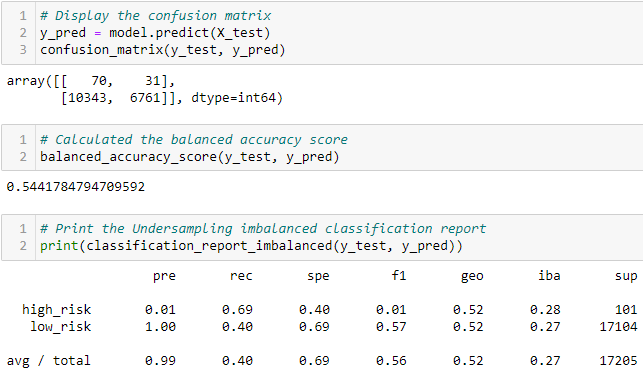 1 # Display the confusion matrix
2 y_pred = model.predict(X_test)
3 confusion_matrix(y_test, y_pred)
array([[   70,    31],
       [10343,  6761]], dtype=int64)
1 # Calculated the balanced accuracy score
2 balanced_accuracy_score(y_test, y_pred)
0.5441784794709592
1 # Print the Undersampling imbalanced classification report
2 print(classification_report_imbalanced(y_test, y_pred))
pre rec spe f1 geo iba sup
high_risk 0.01 0.69 0.40 0.01 0.52 0.28 101
low_risk 1.00 0.40 0.69 0.57 0.52 0.27 17104
avg / total 0.99 0.40 0.69 0.56 0.52 0.27 17205